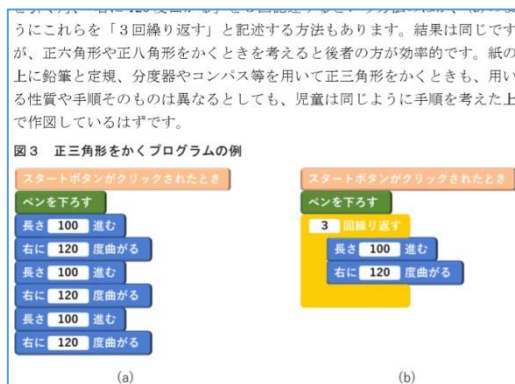 うにこれらを「３回繰り返す」と記述する方法もあります。結果は同じです
が、正六角形や正八角形をかくときを考えると後者の方が効率的です。紙の
上に鉛筆と定規、分度器やコンパス等を用いて正三角形をかくときも、用い
る性質や手順そのものは異なるとしても、児童は同じように手順を考えた上
で作図しているはずです。
図３　正三角形をかくプログラムの例
スタートボタンがクリックされたとき
ペンを下ろす
長さ 100 進む
右に 120 度曲がる
長さ 100 進む
右に 120 度曲がる
長さ 100 進む
右に 120 度曲がる
(a)
スタートボタンがクリックされたとき
ペンを下ろす
3 回繰り返す
長さ 100 進む
右に 120 度曲がる
(b)